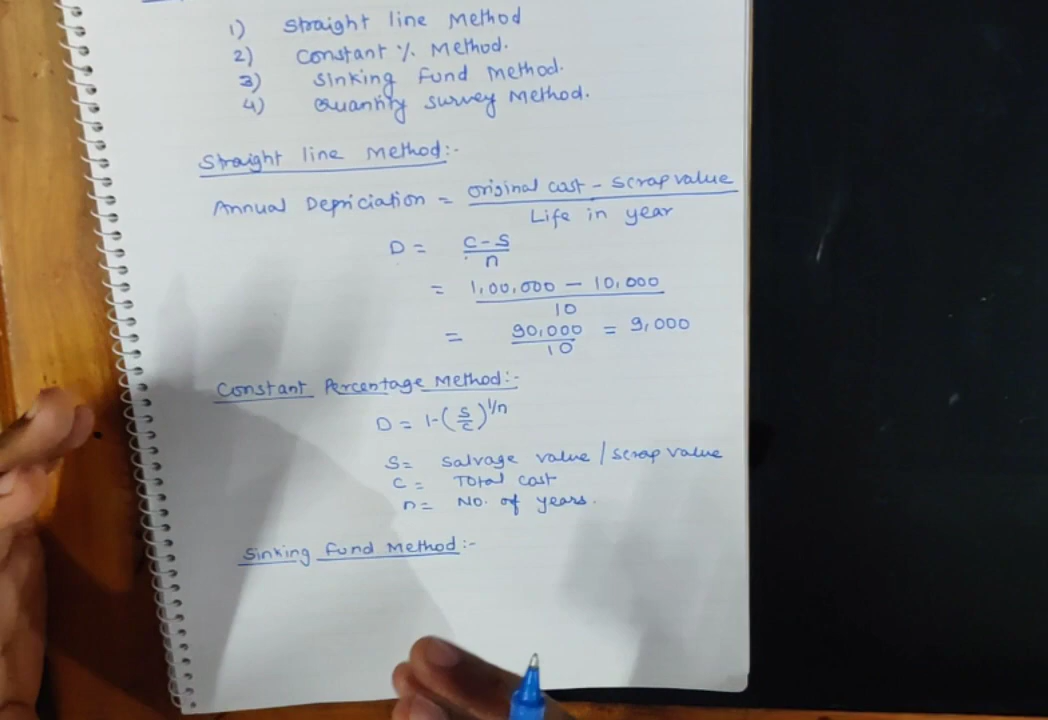 1) Straight line Method
2) Constant % Method.
3) Sinking Fund Method.
4) Quantity survey Method.
Straight line Method:-
Annual Depriciation = original cost - scrap value / Life in year
D = C-S / n
= 1,00,000 - 10,000 / 10
= 90,000 / 10 = 9,000
Constant Percentage Method:-
D = 1-(S/C)^1/n
S= Salvage value / scrap value
C= Total cost
n= No. of years.
Sinking Fund Method:-